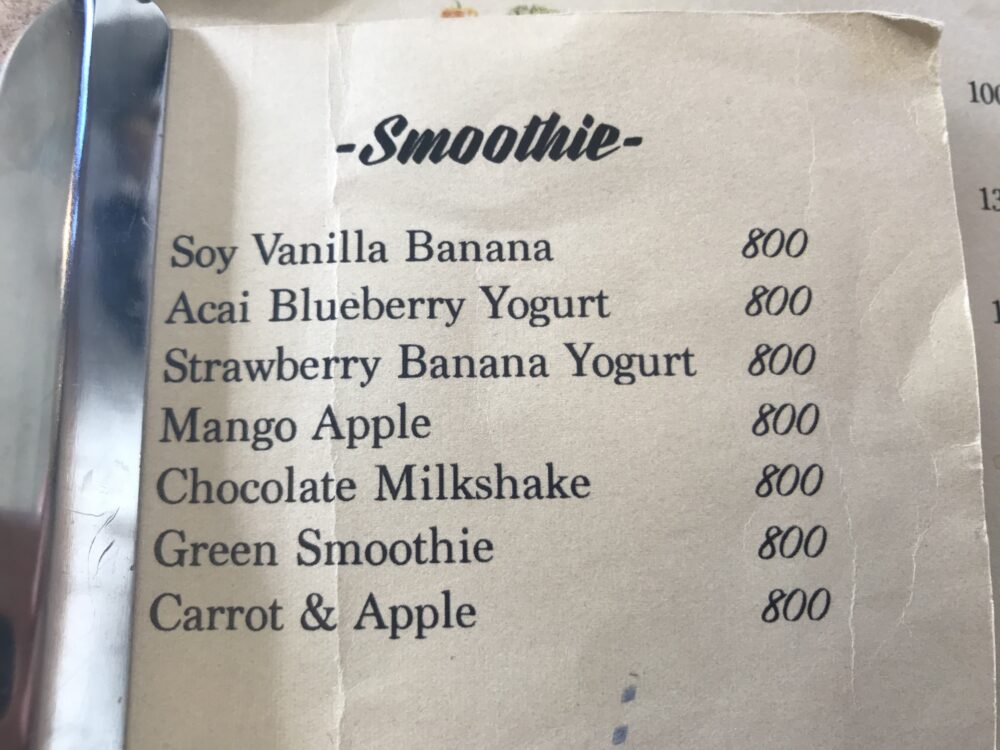 -Smoothie-
Soy Vanilla Banana 800
Acai Blueberry Yogurt 800
Strawberry Banana Yogurt 800
Mango Apple 800
Chocolate Milkshake 800
Green Smoothie 800
Carrot & Apple 800